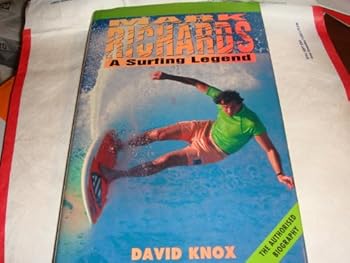 MARK
RICHARDS
A Surfing Legend
DAVID KNOX
THE AUTHORISED
BIOGRAPHY